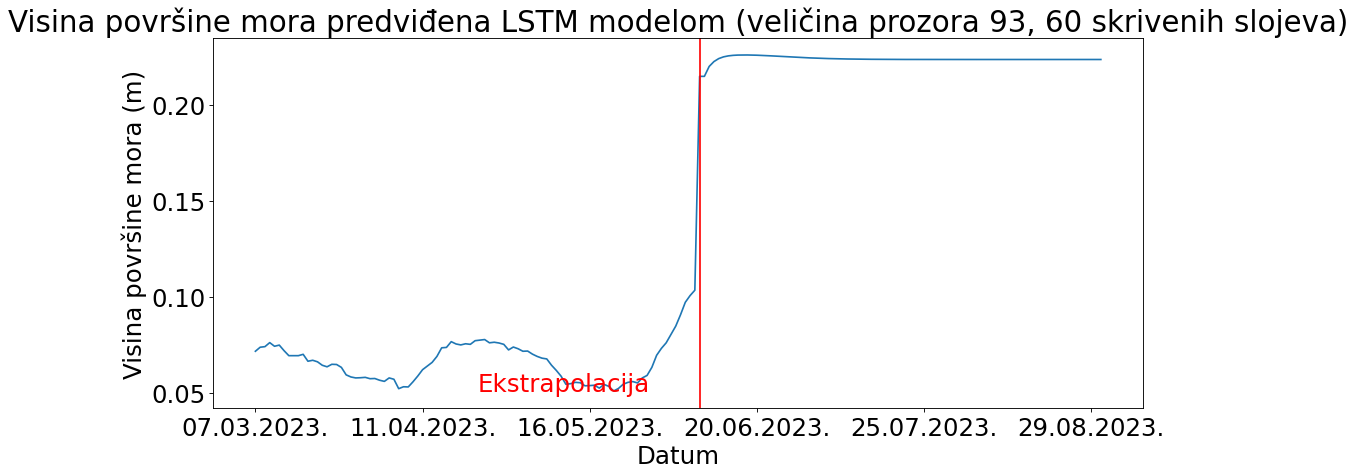 Visina površine mora predviđena LSTM modelom (veličina prozora 93, 60 skrivenih slojeva)
Visina površine mora (m)
0.20
0.15
0.10
0.05
Ekstrapolacija
07.03.2023. 11.04.2023. 16.05.2023. 20.06.2023. 25.07.2023. 29.08.2023.
Datum